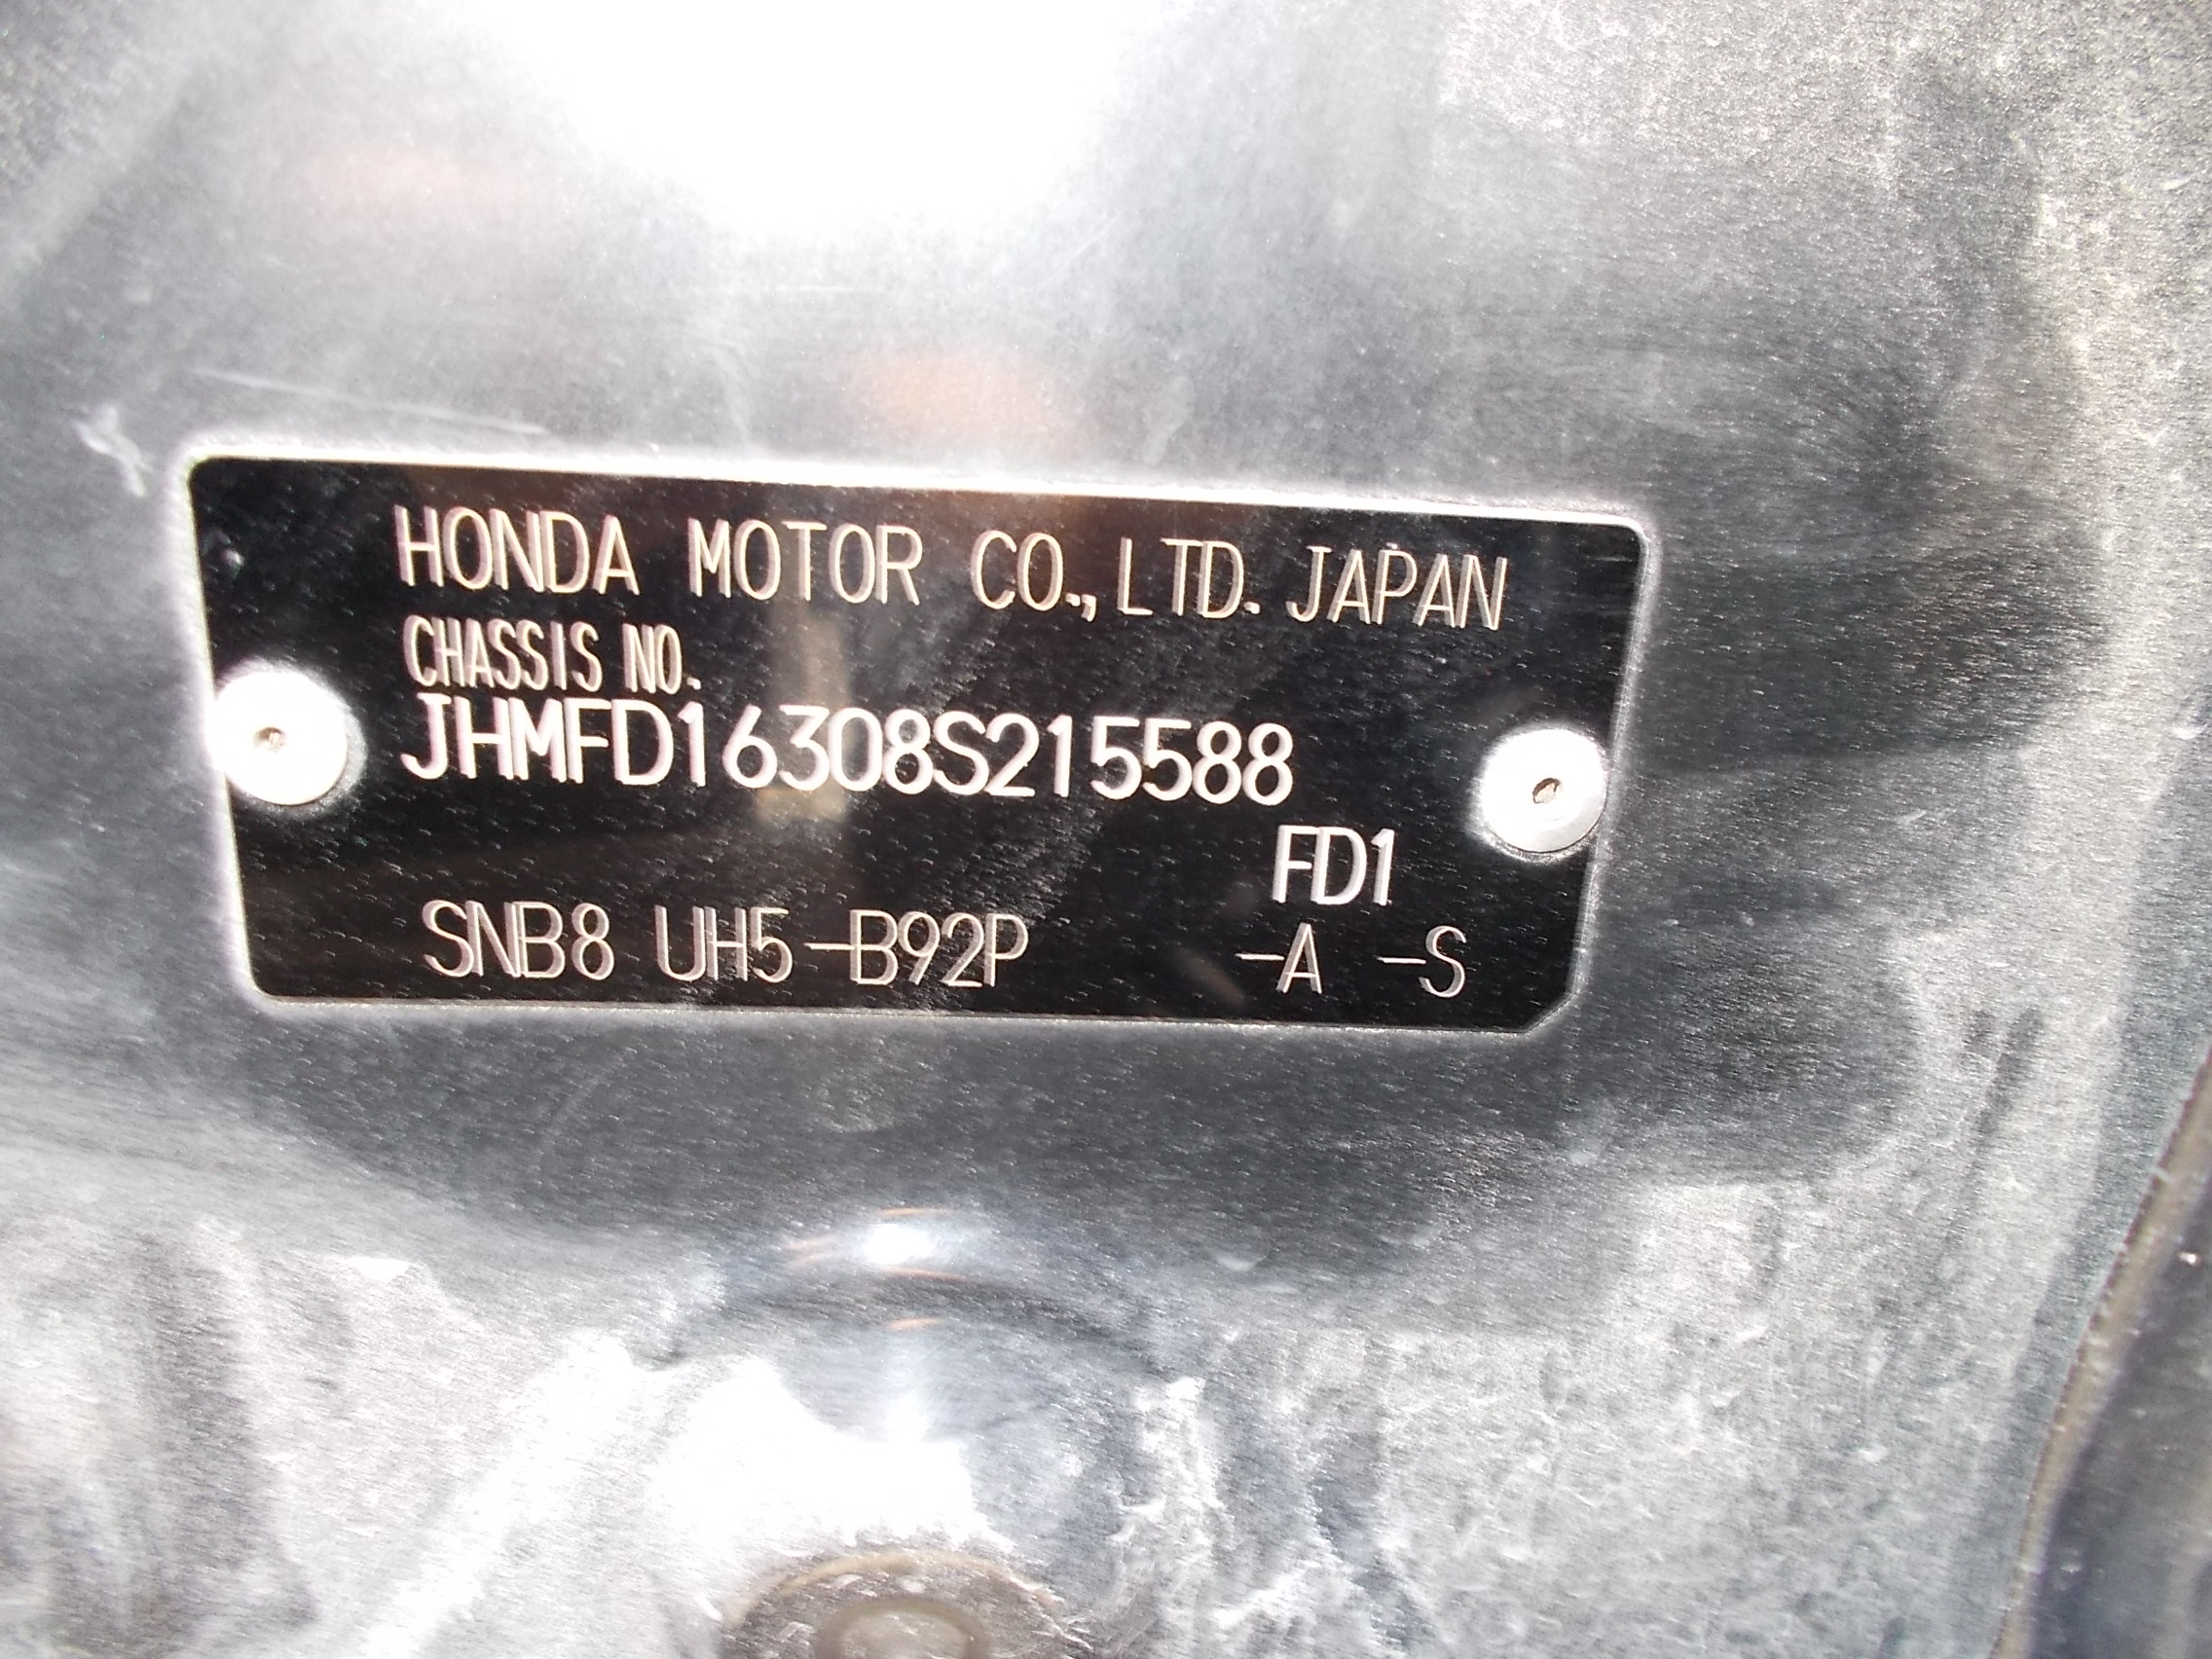 HONDA MOTOR CO., LTD. JAPAN
CHASSIS NO.
JHMFD16308S215588
FD1
SNB8 UH5-B92P -A -S